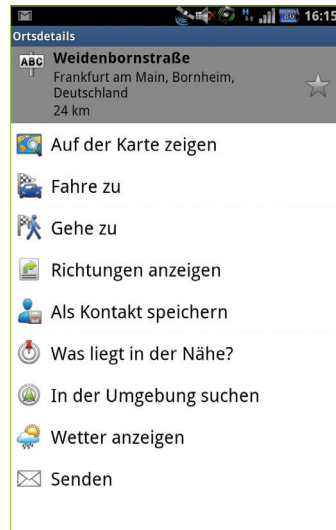 16:15
Ortsdetails
ABC
Weidenbornstraße
Frankfurt am Main, Bornheim,
Deutschland
24 km
Auf der Karte zeigen
Fahre zu
Gehe zu
Richtungen anzeigen
Als Kontakt speichern
Was liegt in der Nähe?
In der Umgebung suchen
Wetter anzeigen
Senden